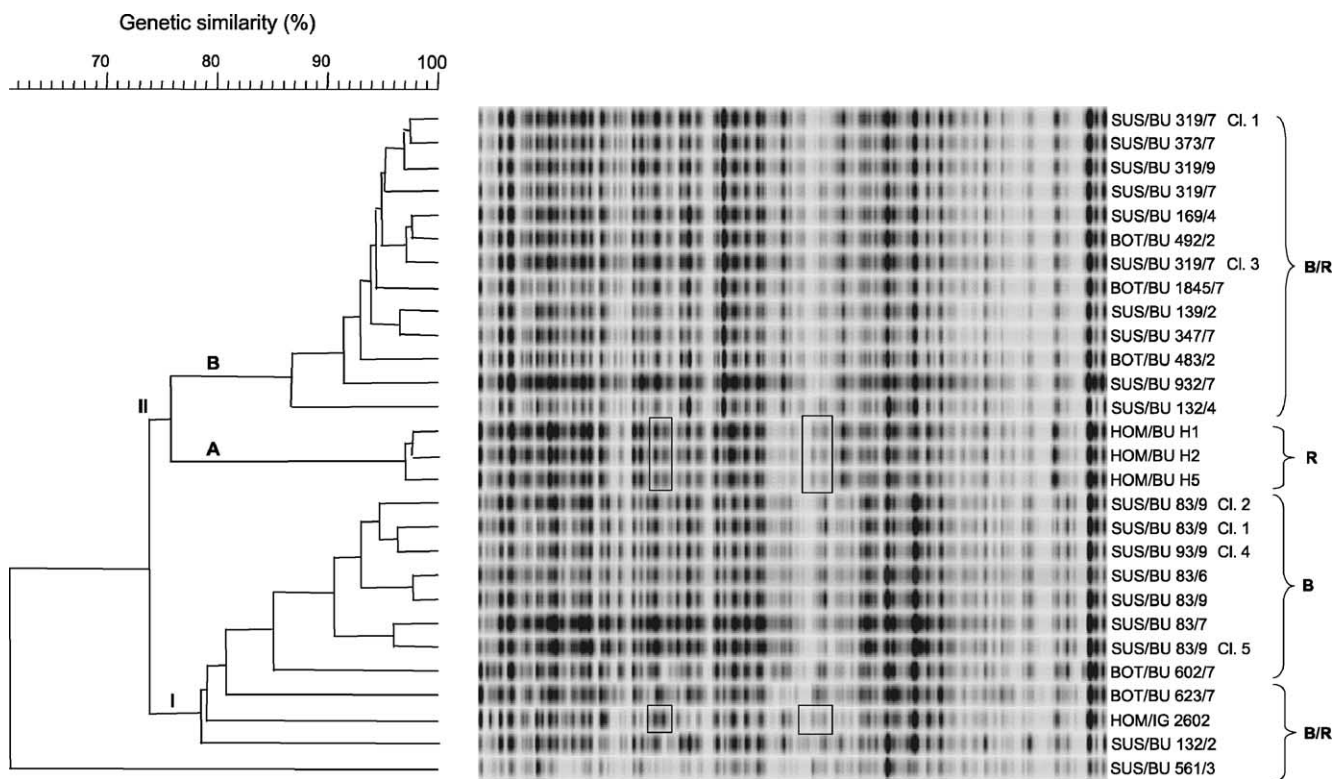 Genetic similarity (%)
70 80 90 100
SUS/BU 319/7 Cl. 1
SUS/BU 373/7
SUS/BU 319/9
SUS/BU 319/7
SUS/BU 169/4
BOT/BU 492/2
SUS/BU 319/7 Cl. 3
B/R
BOT/BU 1845/7
SUS/BU 139/2
SUS/BU 347/7
BOT/BU 483/2
B
SUS/BU 932/7
II
SUS/BU 132/4
HOM/BU H1
A
HOM/BU H2
R
HOM/BU H5
SUS/BU 83/9 Cl. 2
SUS/BU 83/9 Cl. 1
SUS/BU 93/9 Cl. 4
SUS/BU 83/6
B
SUS/BU 83/9
SUS/BU 83/7
SUS/BU 83/9 Cl. 5
BOT/BU 602/7
I
BOT/BU 623/7
HOM/IG 2602
B/R
SUS/BU 132/2
SUS/BU 561/3